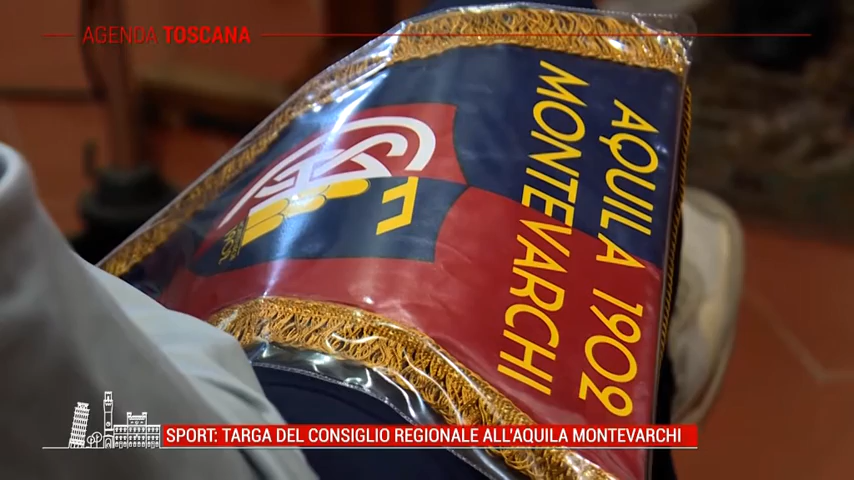 AGENDA TOSCANA
AQUILA 1902
MONTEVARCHI
SPORT: TARGA DEL CONSIGLIO REGIONALE ALL'AQUILA MONTEVARCHI